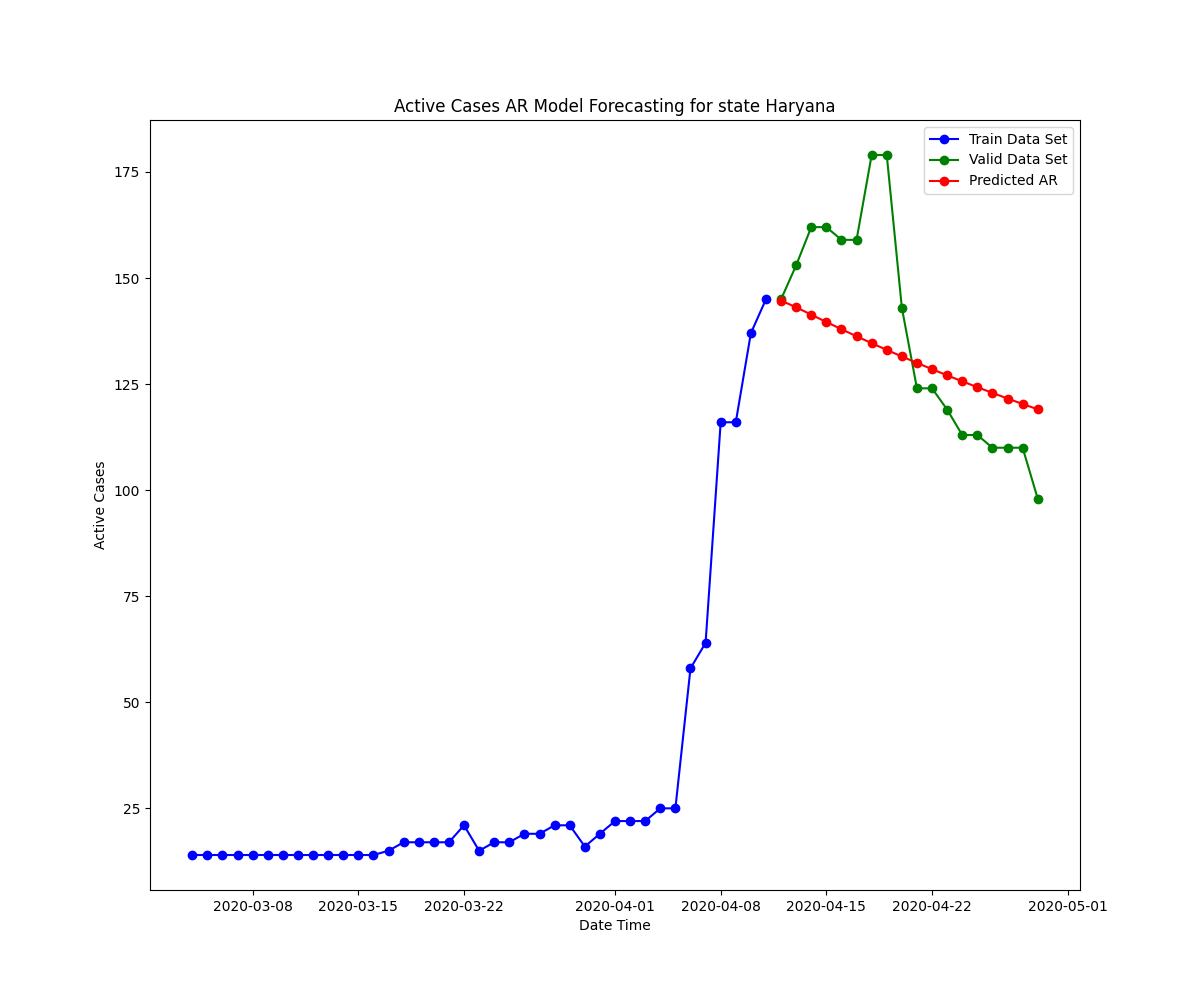 Active Cases AR Model Forecasting for state Haryana
Train Data Set
Valid Data Set
Predicted AR
175
150
125
100
75
50
25
Active Cases
2020-03-08 2020-03-15 2020-03-22 2020-04-01 2020-04-08 2020-04-15 2020-04-22 2020-05-01
Date Time